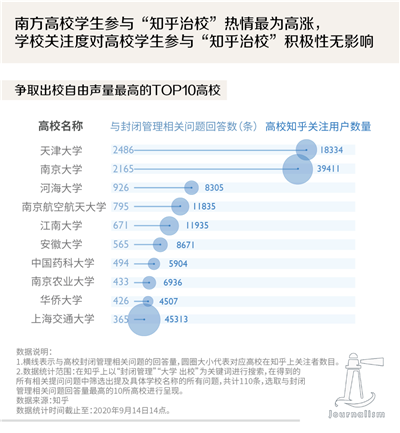 南方高校学生参与“知乎治校”热情最为高涨，
学校关注度对高校学生参与“知乎治校”积极性无影响
争取出校自由声量最高的TOP10高校
高校名称 与封闭管理相关问题回答数（条） 高校知乎关注用户数量
天津大学 2486 18334
南京大学 2165 39411
河海大学 926 8305
南京航空航天大学 795 11835
江南大学 671 11935
安徽大学 565 8671
中国药科大学 494 5904
南京农业大学 433 6936
华侨大学 426 4507
上海交通大学 365 45313
数据说明：
1.横线表示与高校封闭管理相关问题的回答量，圆圈大小代表对应高校在知乎上关注者数目。
2.数据统计范围：在知乎上以“封闭管理”“大学 出校”为关键词进行搜索，在得到的
所有相关提问问题中筛选出提及具体学校名称的所有问题，共计110条，选取与封闭
管理相关问题回答量最高的10所高校进行呈现。
数据来源：知乎
数据统计时间截止至：2020年9月14日14点。
Journalism